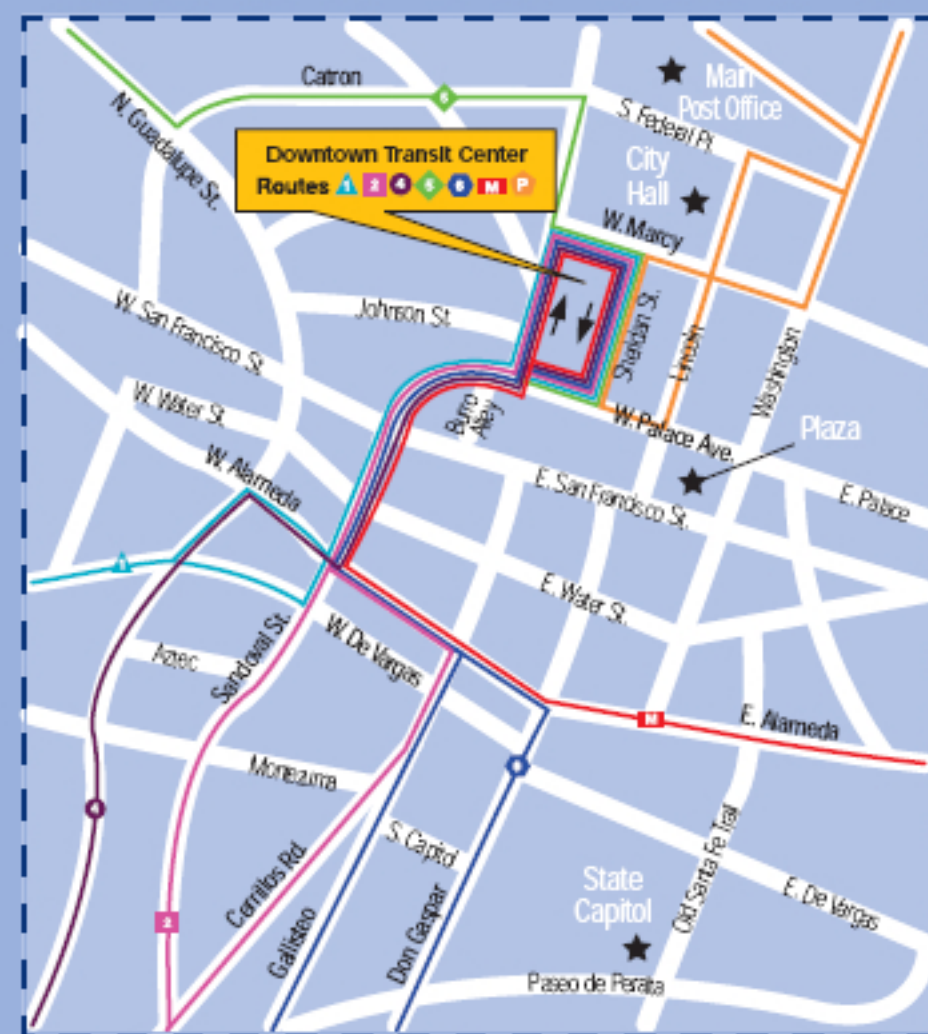 Catron
N. Guadalupe St.
Main
Post Office
S. Federal Pl.
Downtown Transit Center
Routes 1 2 4 5 6 M P
City
Hall
W. Marcy
5
Johnson St.
Sheridan St.
Lincoln
Washington
W. San Francisco St.
W. Water St.
W. Alameda
Burro
Alley
W. Palace Ave.
Plaza
E. Palace
E. San Francisco St.
1
E. Water St.
Aztec
Sandoval St.
W. De Vargas
M
E. Alameda
Montezuma
6
4
S. Capitol
Old Santa Fe Trail
Cerrillos Rd.
2
Galisteo
Don Gaspar
State
Capitol
E. De Vargas
Paseo de Peralta